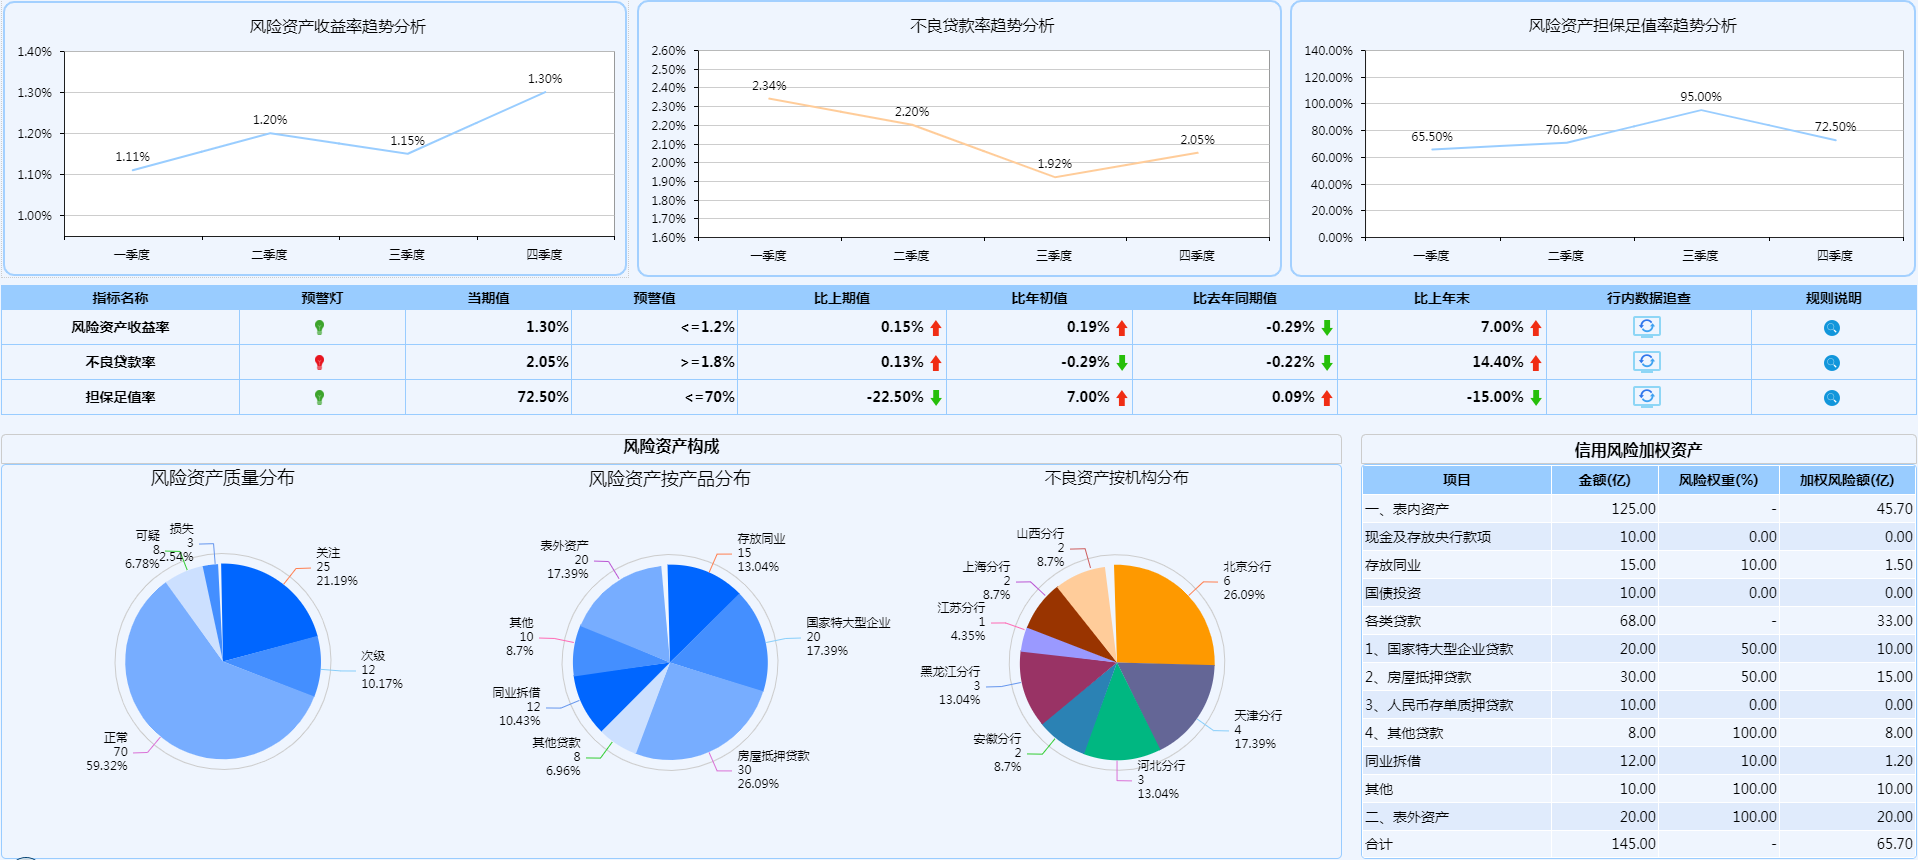 风险资产收益率趋势分析
1.40%
1.30%
1.20%
1.10%
1.00%
1.11%
1.20%
1.15%
1.30%
一季度 二季度 三季度 四季度
不良贷款率趋势分析
2.60%
2.50%
2.40%
2.30%
2.20%
2.10%
2.00%
1.90%
1.80%
1.70%
1.60%
2.34%
2.20%
1.92%
2.05%
一季度 二季度 三季度 四季度
风险资产担保足值率趋势分析
140.00%
120.00%
100.00%
80.00%
60.00%
40.00%
20.00%
0.00%
65.50%
70.60%
95.00%
72.50%
一季度 二季度 三季度 四季度
指标名称 预警灯 当期值 预警值 比上期值 比年初值 比去年同期值 比上年末 行内数据追查 规则说明
风险资产收益率 1.30% <=1.2% 0.15% 0.19% -0.29% 7.00%
不良贷款率 2.05% >=1.8% 0.13% -0.29% -0.22% 14.40%
担保足值率 72.50% <=70% -22.50% 7.00% 0.09% -15.00%
风险资产构成
风险资产质量分布
损失
3
2.54%
可疑
8
6.78%
关注
25
21.19%
次级
12
10.17%
正常
70
59.32%
风险资产按产品分布
存放同业
15
13.04%
表外资产
20
17.39%
国家特大型企业
20
17.39%
其他
10
8.7%
同业拆借
12
10.43%
其他贷款
8
6.96%
房屋抵押贷款
30
26.09%
不良资产按机构分布
山西分行
2
8.7%
上海分行
2
8.7%
北京分行
6
26.09%
江苏分行
1
4.35%
黑龙江分行
3
13.04%
天津分行
4
17.39%
安徽分行
2
8.7%
河北分行
3
13.04%
信用风险加权资产
项目 金额(亿) 风险权重(%) 加权风险额(亿)
一、表内资产 125.00 - 45.70
现金及存放央行款项 10.00 0.00 0.00
存放同业 15.00 10.00 1.50
国债投资 10.00 0.00 0.00
各类贷款 68.00 - 33.00
1、国家特大型企业贷款 20.00 50.00 10.00
2、房屋抵押贷款 30.00 50.00 15.00
3、人民币存单质押贷款 10.00 0.00 0.00
4、其他贷款 8.00 100.00 8.00
同业拆借 12.00 10.00 1.20
其他 10.00 100.00 10.00
二、表外资产 20.00 100.00 20.00
合计 145.00 - 65.70